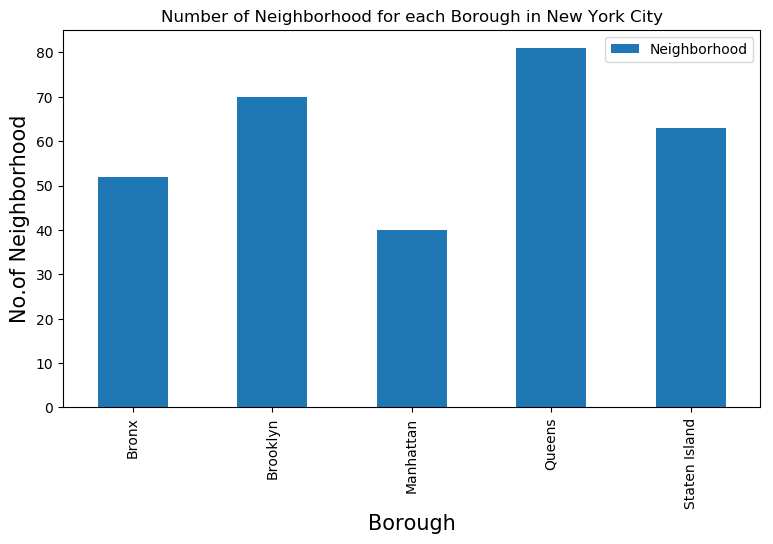 Number of Neighborhood for each Borough in New York City
Neighborhood
80
70
60
50
40
30
20
10
0
No.of Neighborhood
Bronx
Brooklyn
Manhattan
Queens
Staten Island
Borough